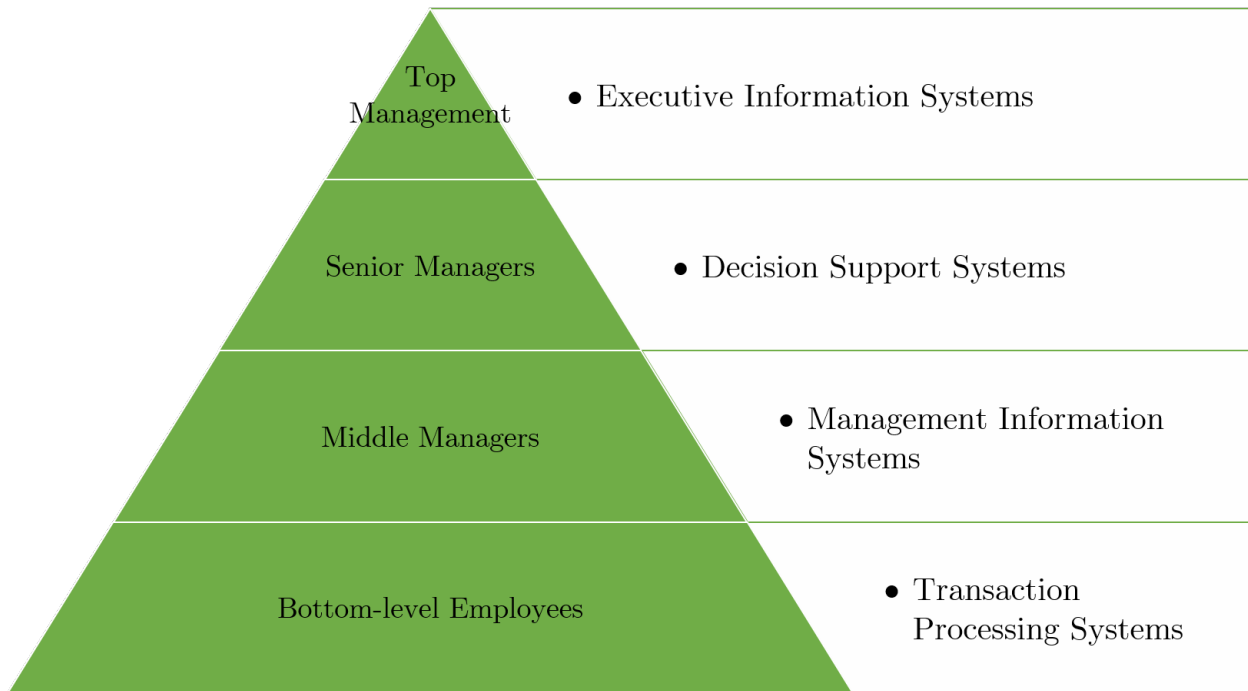 Top
Management
• Executive Information Systems
Senior Managers
• Decision Support Systems
Middle Managers
• Management Information
Systems
Bottom-level Employees
• Transaction
Processing Systems